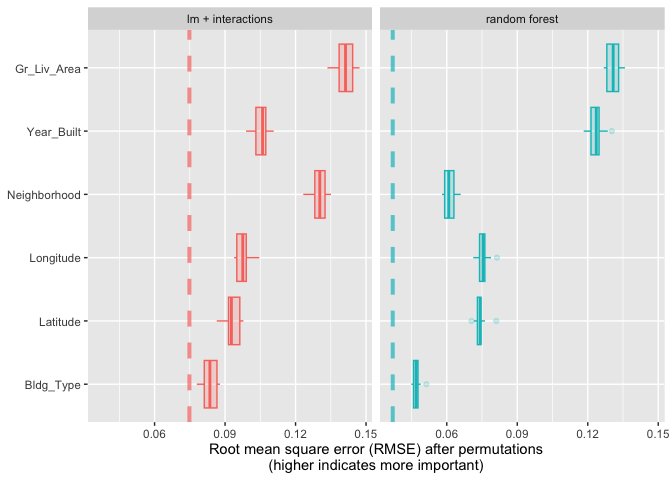 lm + interactions
random forest
Gr_Liv_Area
Year_Built
Neighborhood
Longitude
Latitude
Bldg_Type
0.06 0.09 0.12 0.15 0.06 0.09 0.12 0.15
Root mean square error (RMSE) after permutations
(higher indicates more important)